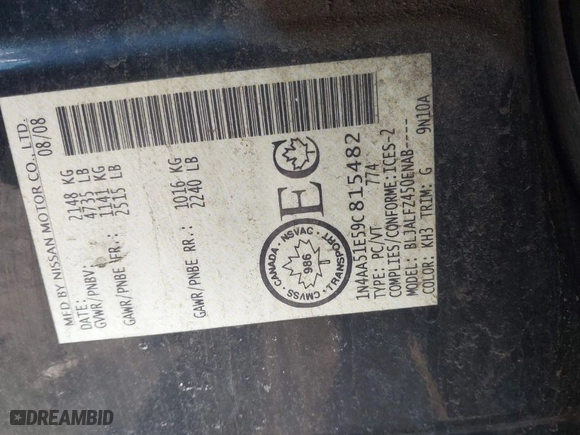 MFD BY NISSAN MOTOR CO., LTD.
DATE: 08/08
GVWR/PNBV: 2148 KG
4735 LB
GAWR/PNBE FR.: 1141 KG
2515 LB
GAWR/PNBE RR.: 1016 KG
2240 LB
CANADA · NSVAC · TRANSPORT · CMVSS
986
EC
1N4AA51E59C815482
TYPE: PC/VT 774
COMPLIES/CONFORME:ICES-2
MODEL: BLJALFZ450ENAB----
COLOR: KH3 TRIM: G 9N10A
DREAMBID